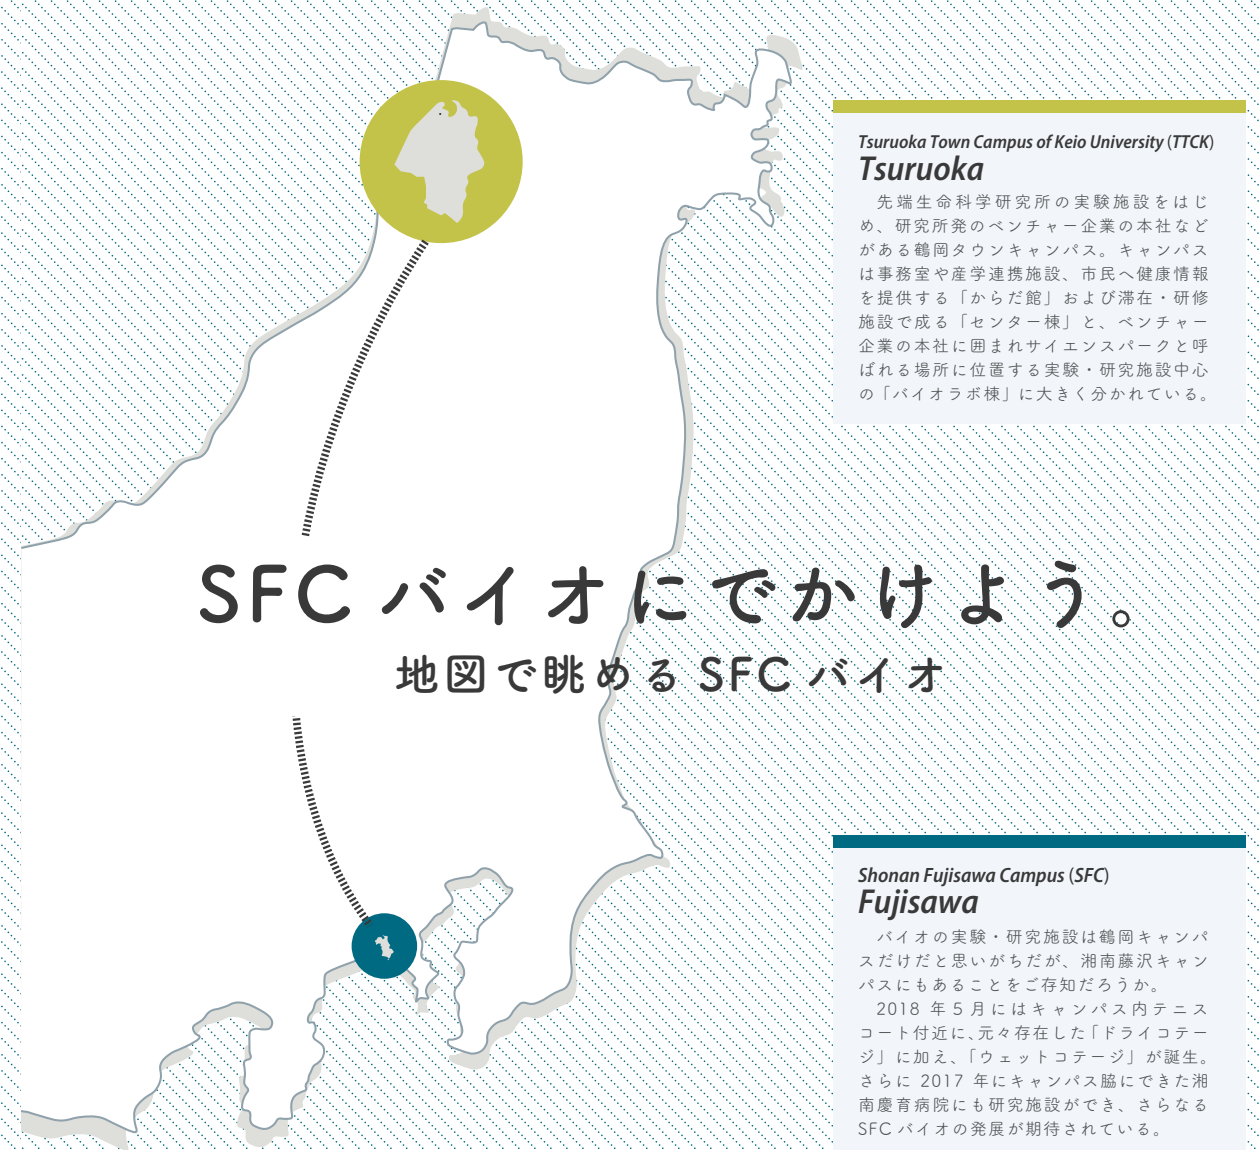 Tsuruoka Town Campus of Keio University (TTCK)
Tsuruoka
先端生命科学研究所の実験施設をはじ
め、研究所発のベンチャー企業の本社など
がある鶴岡タウンキャンパス。キャンパス
は事務室や産学連携施設、市民へ健康情報
を提供する「からだ館」および滞在・研修
施設で成る「センター棟」と、ベンチャー
企業の本社に囲まれサイエンスパークと呼
ばれる場所に位置する実験・研究施設中心
の「バイオラボ棟」に大きく分かれている。
SFC バイオにでかけよう。
地図で眺める SFC バイオ
Shonan Fujisawa Campus (SFC)
Fujisawa
バイオの実験・研究施設は鶴岡キャンパ
スだけだと思いがちだが、湘南藤沢キャン
パスにもあることをご存知だろうか。
2018 年 5 月にはキャンパス内テニス
コート付近に、元々存在した「ドライコテー
ジ」に加え、「ウェットコテージ」が誕生。
さらに 2017 年にキャンパス脇にできた湘
南慶育病院にも研究施設ができ、さらなる
SFC バイオの発展が期待されている。